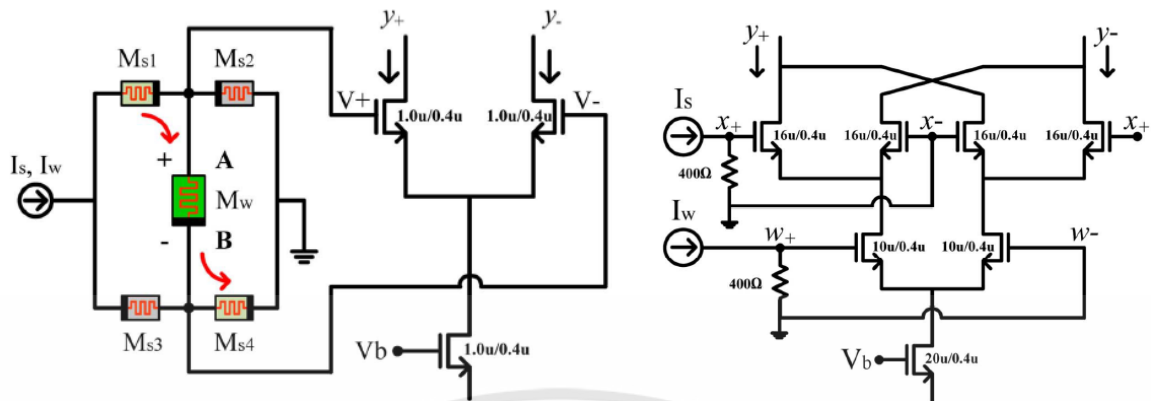 y+ y-
Ms1 Ms2
V+ 1.0u/0.4u 1.0u/0.4u V-
Is, Iw
+ A
Mw
- B
Ms3 Ms4
Vb 1.0u/0.4u
y+ y-
Is x+ 16u/0.4u 16u/0.4u x- 16u/0.4u 16u/0.4u x+
400Ω
Iw w+ 10u/0.4u 10u/0.4u w-
400Ω
Vb 20u/0.4u